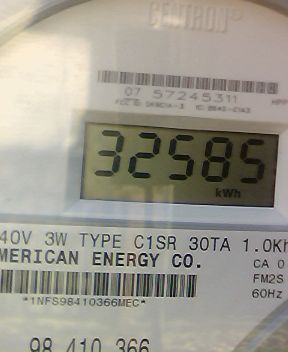 CENTRON®
07 57245311
32585
kWh
40V 3W TYPE C1SR 30TA 1.0Kh
MERICAN ENERGY CO.
CA 0
FM2S
60Hz
*1NFS98410366MEC*
98 410 366